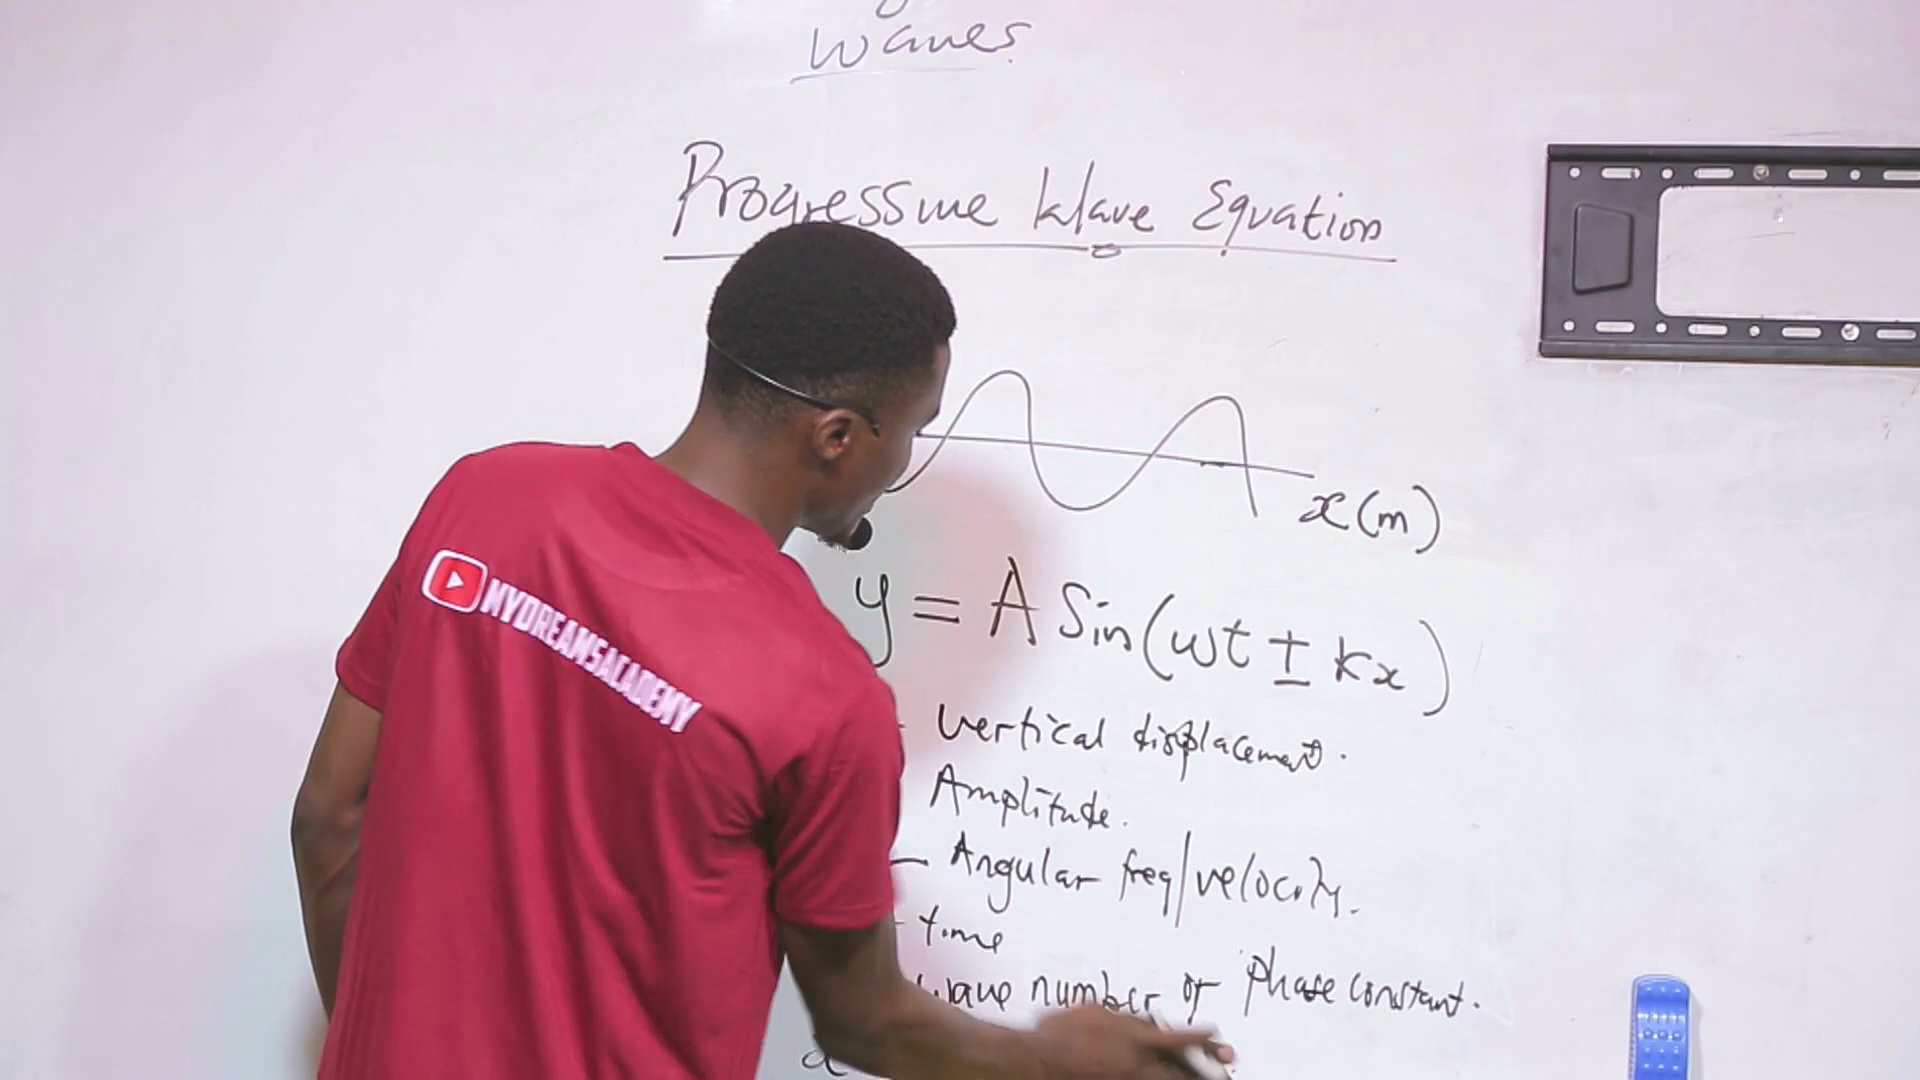 waves.
Progressive Wave Equation
x(m)
y = A Sin(ωt ± kx)
- vertical displacement.
Amplitude.
- Angular freq/velocity.
- time
wave number or phase constant.
x
MYDREAMSACADEMY